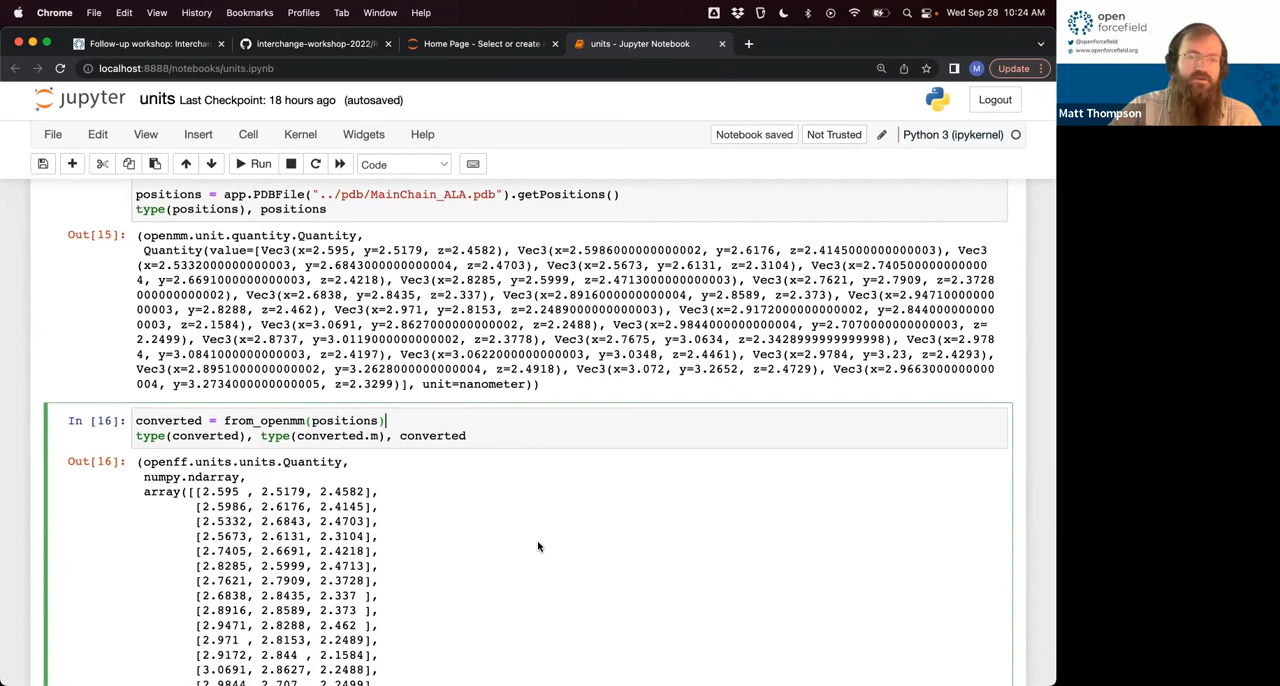 Chrome File Edit View History Bookmarks Profiles Tab Window Help Wed Sep 28 10:24 AM
Follow-up workshop: Interchan × interchange-workshop-2022/R × Home Page - Select or create a × units - Jupyter Notebook ×
localhost:8888/notebooks/units.ipynb M Update
jupyter units Last Checkpoint: 18 hours ago (autosaved) Logout
File Edit View Insert Cell Kernel Widgets Help Notebook saved Not Trusted Python 3 (ipykernel)
Run Code
positions = app.PDBFile("../pdb/MainChain_ALA.pdb").getPositions()
type(positions), positions
Out[15]: (openmm.unit.quantity.Quantity,
Quantity(value=[Vec3(x=2.595, y=2.5179, z=2.4582), Vec3(x=2.5986000000000002, y=2.6176, z=2.4145000000000003), Vec3
(x=2.5332000000000003, y=2.6843000000000004, z=2.4703), Vec3(x=2.5673, y=2.6131, z=2.3104), Vec3(x=2.740500000000000
4, y=2.6691000000000003, z=2.4218), Vec3(x=2.8285, y=2.5999, z=2.4713000000000003), Vec3(x=2.7621, y=2.7909, z=2.3728
000000000002), Vec3(x=2.6838, y=2.8435, z=2.337), Vec3(x=2.8916000000000004, y=2.8589, z=2.373), Vec3(x=2.94710000000
00003, y=2.8288, z=2.462), Vec3(x=2.971, y=2.8153, z=2.2489000000000003), Vec3(x=2.9172000000000002, y=2.844000000000
0003, z=2.1584), Vec3(x=3.0691, y=2.8627000000000002, z=2.2488), Vec3(x=2.9844000000000004, y=2.7070000000000003, z=
2.2499), Vec3(x=2.8737, y=3.0119000000000002, z=2.3778), Vec3(x=2.7675, y=3.0634, z=2.3428999999999998), Vec3(x=2.978
4, y=3.0841000000000003, z=2.4197), Vec3(x=3.0622000000000003, y=3.0348, z=2.4461), Vec3(x=2.9784, y=3.23, z=2.4293),
Vec3(x=2.8951000000000002, y=3.2628000000000004, z=2.4918), Vec3(x=3.072, y=3.2652, z=2.4729), Vec3(x=2.9663000000000
004, y=3.2734000000000005, z=2.3299)], unit=nanometer))
In [16]: converted = from_openmm(positions)
type(converted), type(converted.m), converted
Out[16]: (openff.units.units.Quantity,
numpy.ndarray,
array([[2.595 , 2.5179, 2.4582],
[2.5986, 2.6176, 2.4145],
[2.5332, 2.6843, 2.4703],
[2.5673, 2.6131, 2.3104],
[2.7405, 2.6691, 2.4218],
[2.8285, 2.5999, 2.4713],
[2.7621, 2.7909, 2.3728],
[2.6838, 2.8435, 2.337 ],
[2.8916, 2.8589, 2.373 ],
[2.9471, 2.8288, 2.462 ],
[2.971 , 2.8153, 2.2489],
[2.9172, 2.844 , 2.1584],
[3.0691, 2.8627, 2.2488],
[2.9844, 2.707 , 2.2499],
open
forcefield
@openforcefield
www.openforcefield.org
Matt Thompson